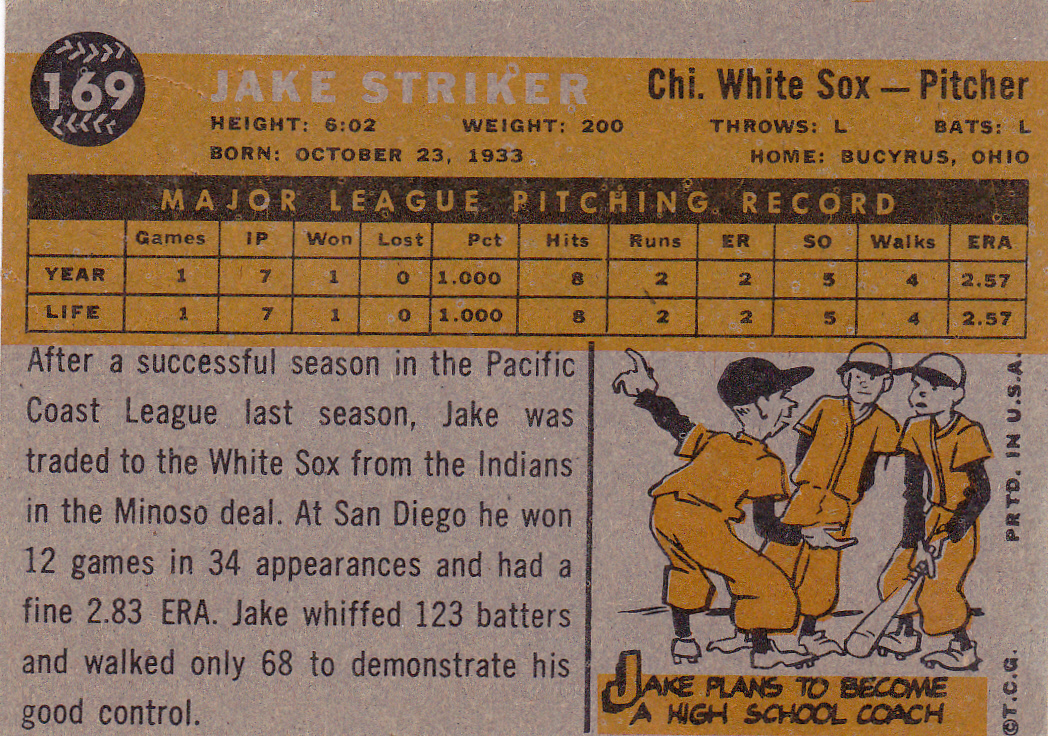 169
JAKE STRIKER
Chi. White Sox — Pitcher
HEIGHT: 6:02 WEIGHT: 200 THROWS: L BATS: L
BORN: OCTOBER 23, 1933 HOME: BUCYRUS, OHIO
MAJOR LEAGUE PITCHING RECORD
Games IP Won Lost Pct Hits Runs ER SO Walks ERA
YEAR 1 7 1 0 1.000 8 2 2 5 4 2.57
LIFE 1 7 1 0 1.000 8 2 2 5 4 2.57
After a successful season in the Pacific
Coast League last season, Jake was
traded to the White Sox from the Indians
in the Minoso deal. At San Diego he won
12 games in 34 appearances and had a
fine 2.83 ERA. Jake whiffed 123 batters
and walked only 68 to demonstrate his
good control.
JAKE PLANS TO BECOME
A HIGH SCHOOL COACH
©T.C.G. PRTD. IN U.S.A.